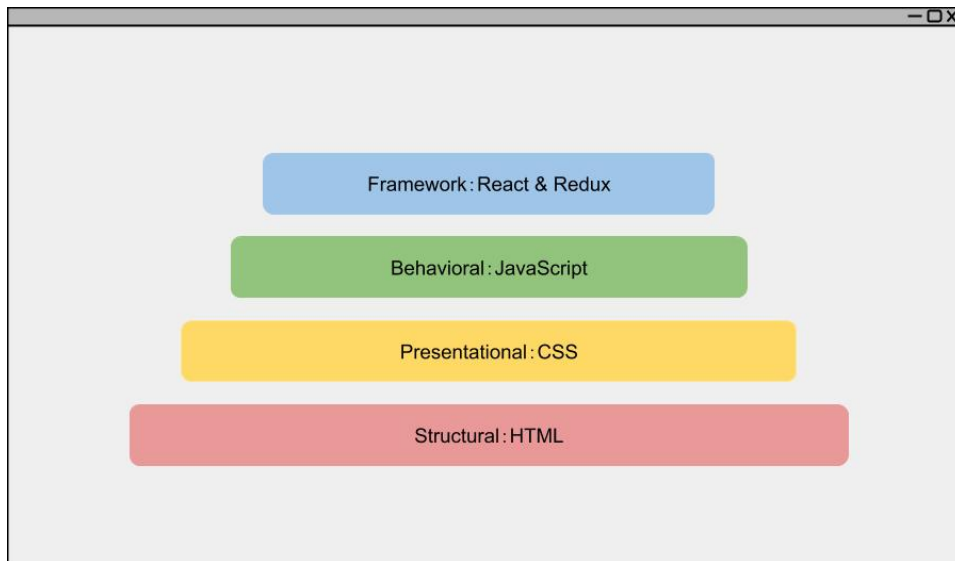 Framework:React & Redux
Behavioral:JavaScript
Presentational:CSS
Structural:HTML